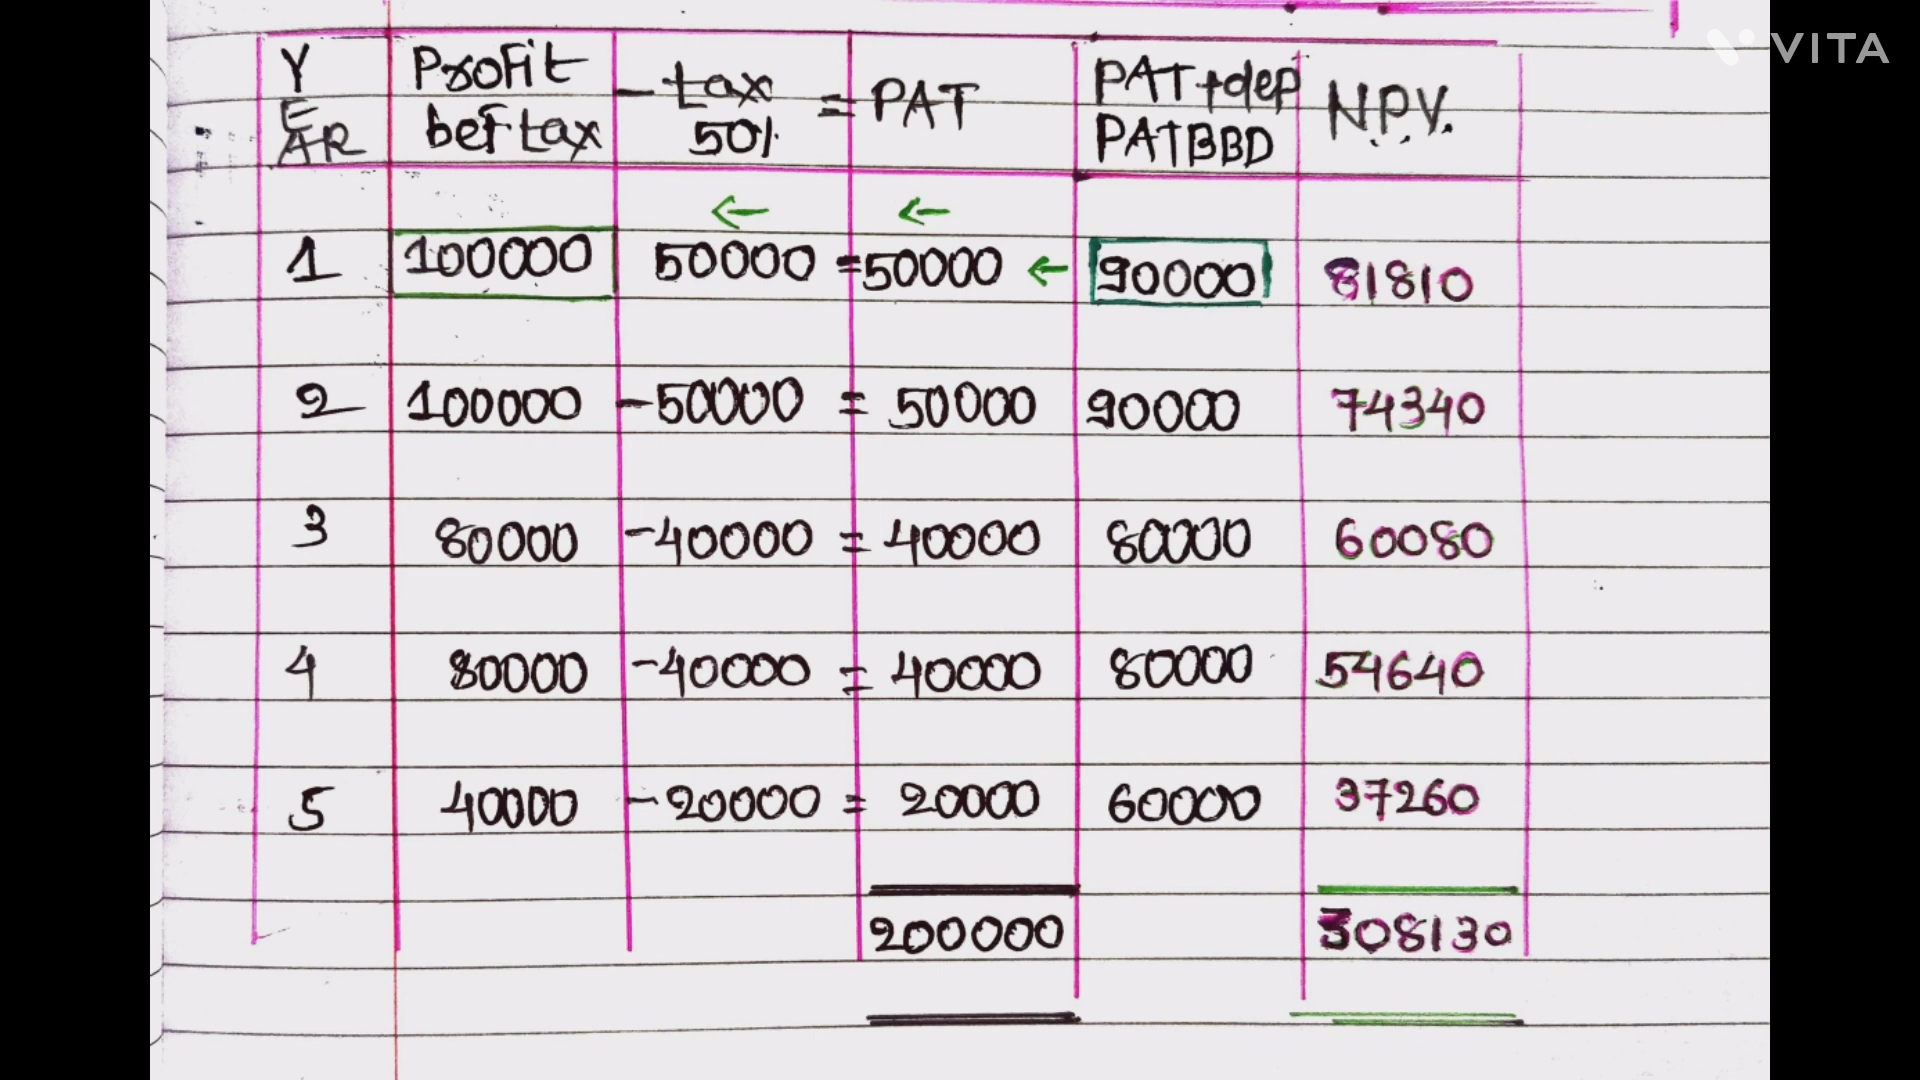 VITA
YEAR Profit bef tax - tax 50% = PAT PAT+dep PATBBD N.P.V.
← ←
1 100000 50000 = 50000 ← 90000 81810
2 100000 - 50000 = 50000 90000 74340
3 80000 - 40000 = 40000 80000 60080
4 80000 - 40000 = 40000 80000 54640
5 40000 - 20000 = 20000 60000 37260
200000 308130